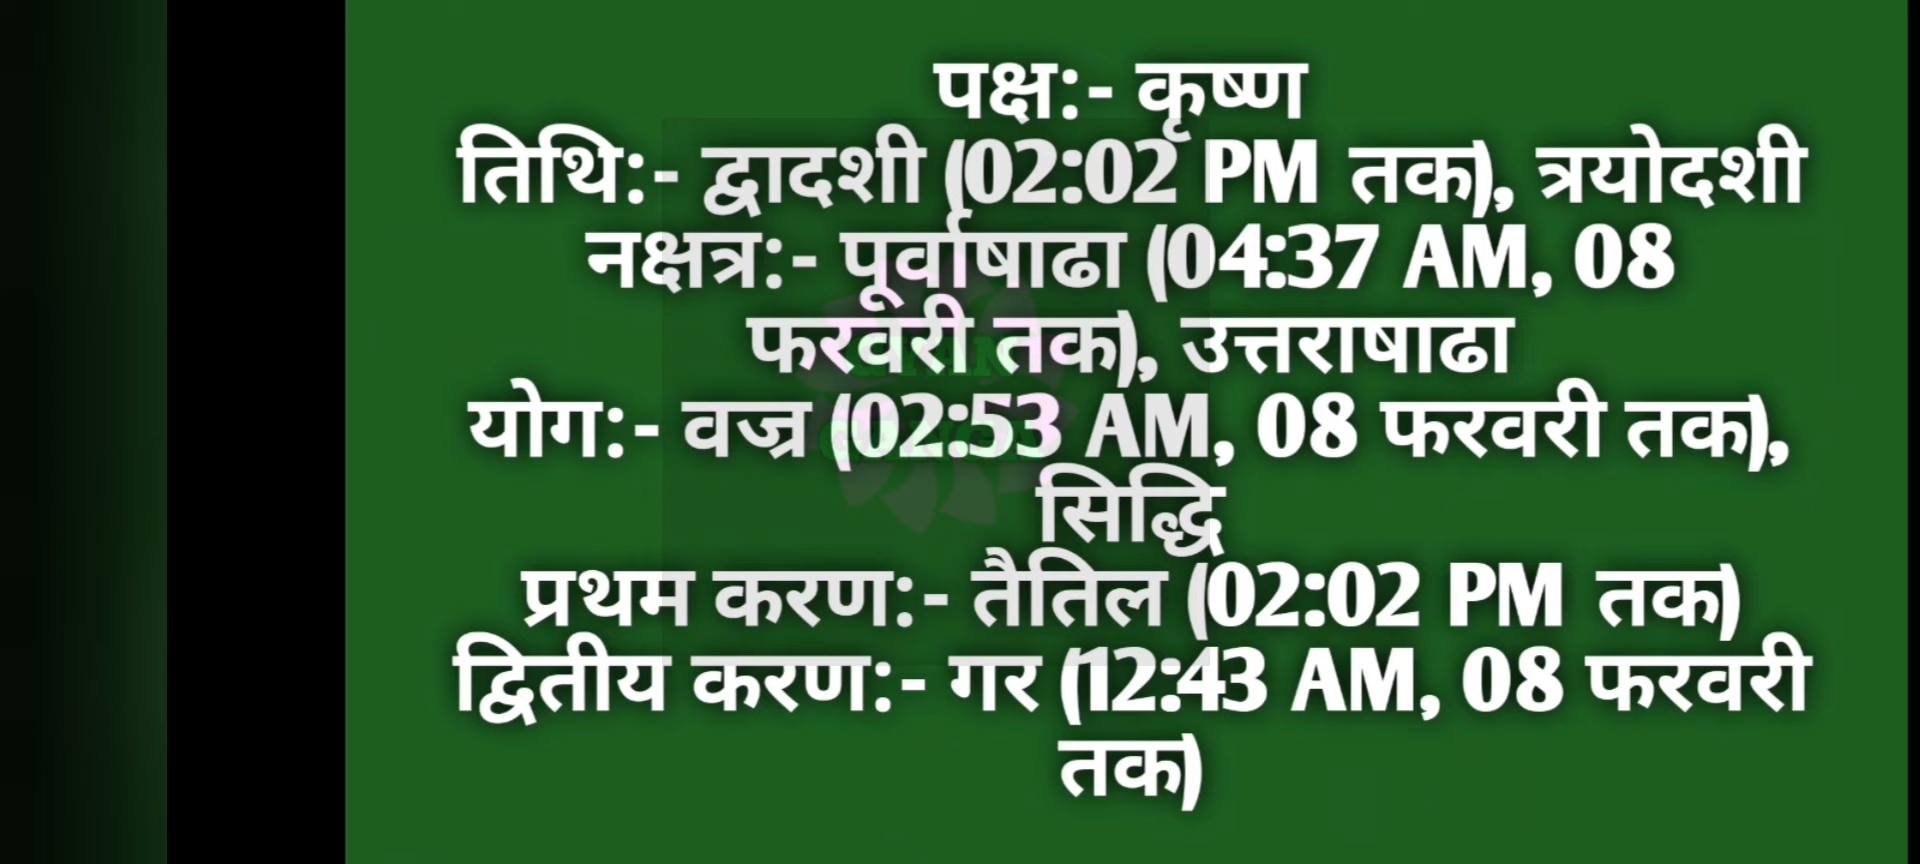 पक्ष:- कृष्ण
तिथि:- द्वादशी (02:02 PM तक), त्रयोदशी
नक्षत्र:- पूर्वाषाढा (04:37 AM, 08
फरवरी तक), उत्तराषाढा
योग:- वज्र (02:53 AM, 08 फरवरी तक),
सिद्धि
प्रथम करण:- तैतिल (02:02 PM तक)
द्वितीय करण:- गर (12:43 AM, 08 फरवरी
तक)